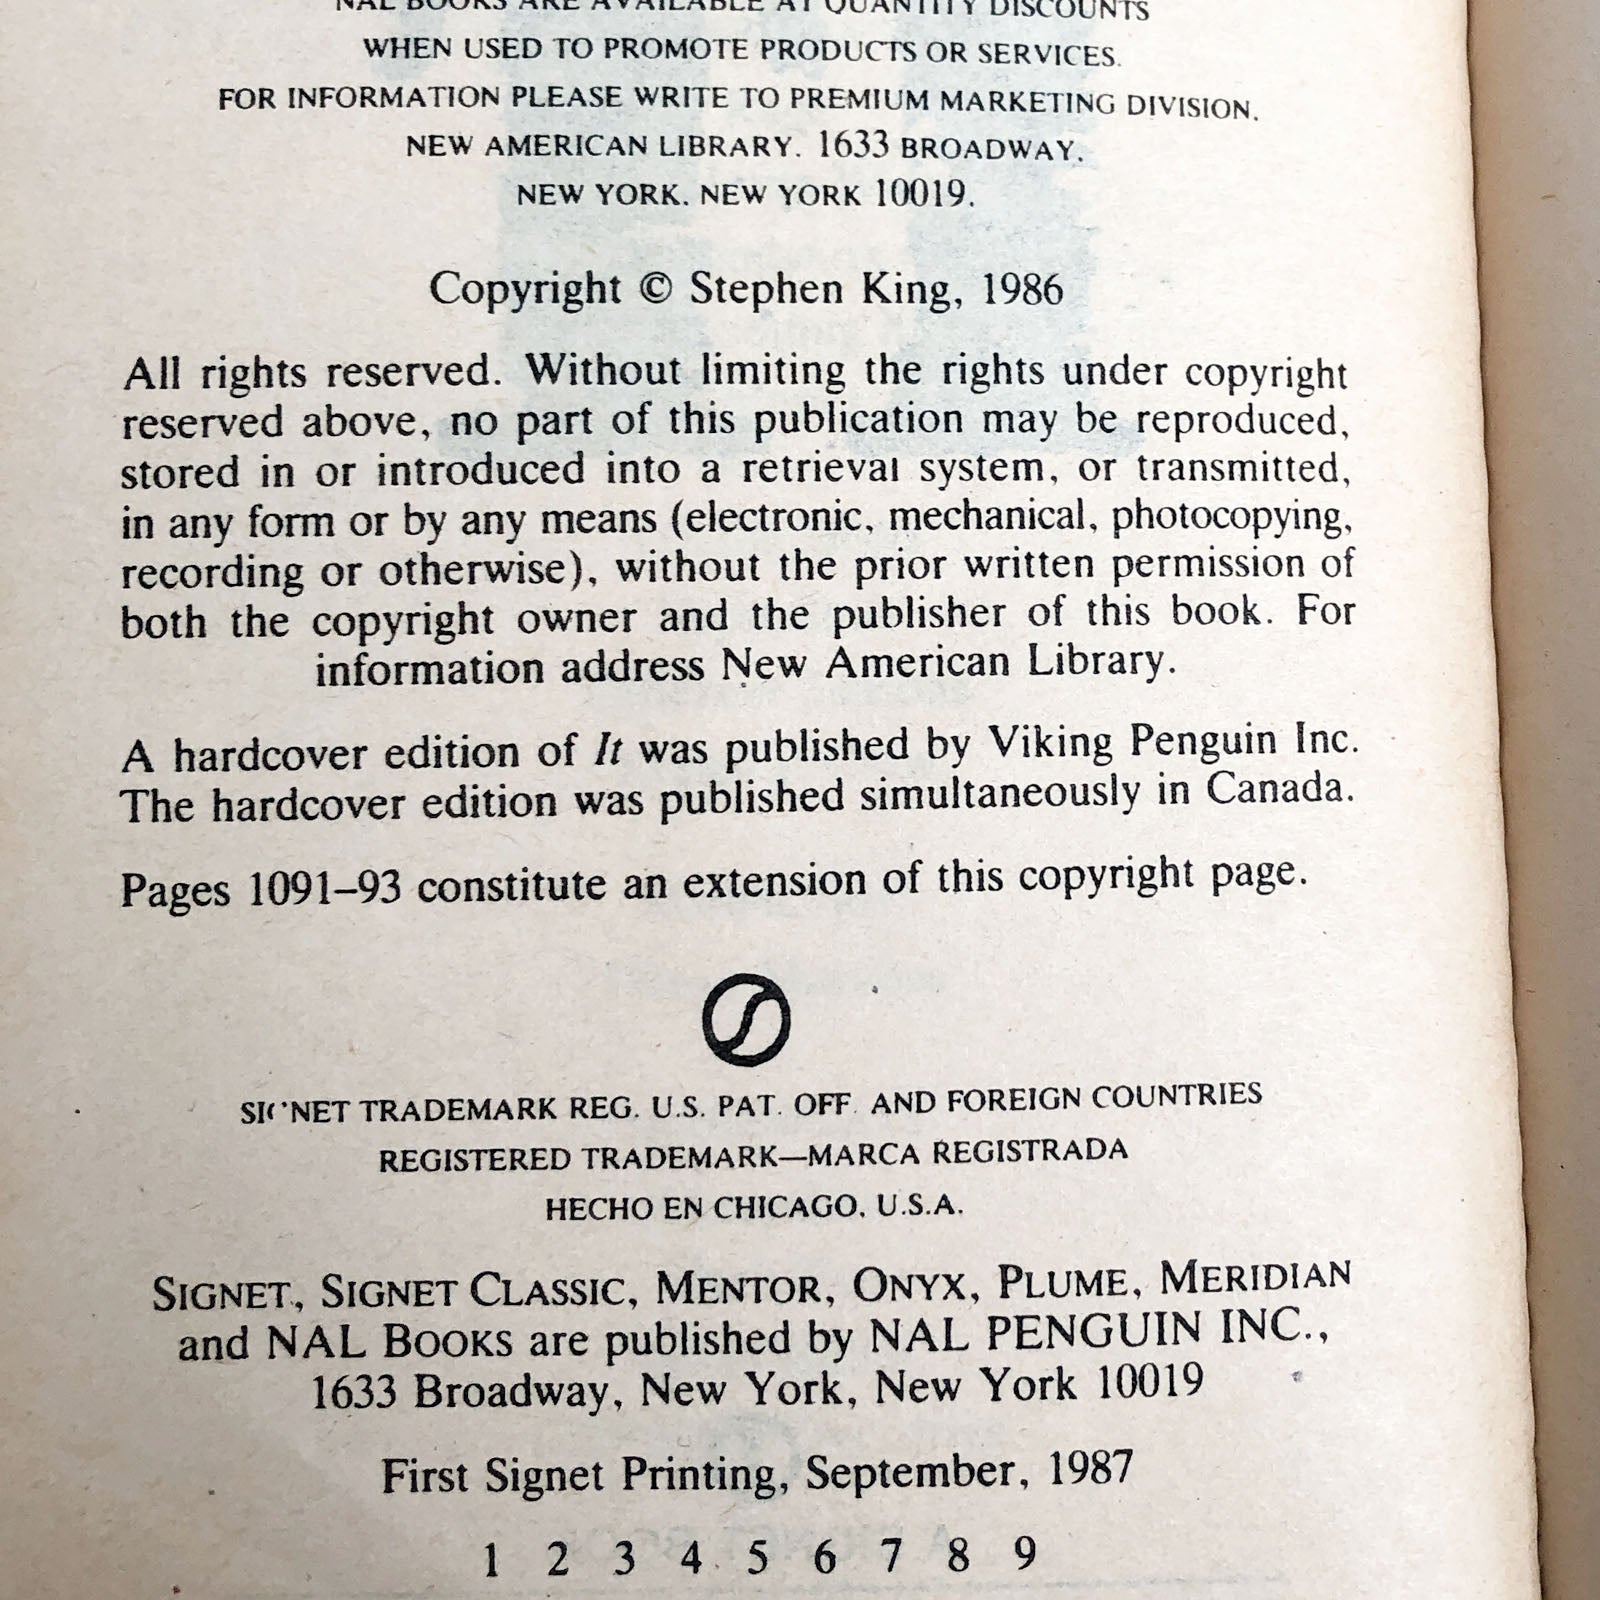 NAL BOOKS ARE AVAILABLE AT QUANTITY DISCOUNTS
WHEN USED TO PROMOTE PRODUCTS OR SERVICES.
FOR INFORMATION PLEASE WRITE TO PREMIUM MARKETING DIVISION.
NEW AMERICAN LIBRARY. 1633 BROADWAY.
NEW YORK. NEW YORK 10019.
Copyright © Stephen King, 1986
All rights reserved. Without limiting the rights under copyright
reserved above, no part of this publication may be reproduced,
stored in or introduced into a retrieval system, or transmitted,
in any form or by any means (electronic, mechanical, photocopying,
recording or otherwise), without the prior written permission of
both the copyright owner and the publisher of this book. For
information address New American Library.
A hardcover edition of It was published by Viking Penguin Inc.
The hardcover edition was published simultaneously in Canada.
Pages 1091–93 constitute an extension of this copyright page.
SIGNET TRADEMARK REG. U.S. PAT. OFF. AND FOREIGN COUNTRIES
REGISTERED TRADEMARK—MARCA REGISTRADA
HECHO EN CHICAGO, U.S.A.
SIGNET, SIGNET CLASSIC, MENTOR, ONYX, PLUME, MERIDIAN
and NAL BOOKS are published by NAL PENGUIN INC.,
1633 Broadway, New York, New York 10019
First Signet Printing, September, 1987
1 2 3 4 5 6 7 8 9